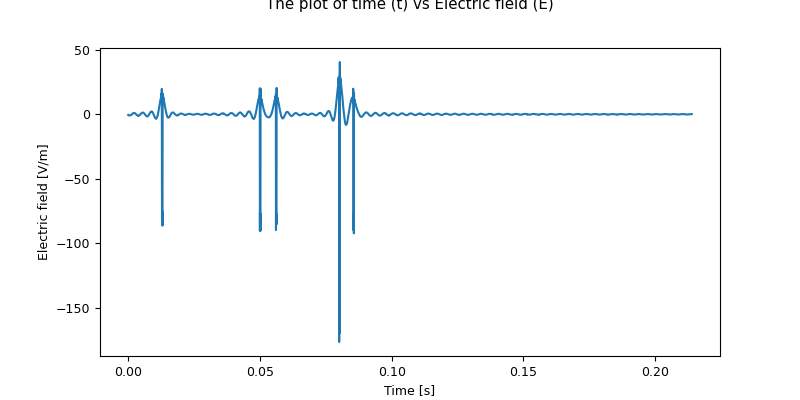 The plot of time (t) vs Electric field (E)
50
0
−50
−100
−150
Electric field [V/m]
0.00 0.05 0.10 0.15 0.20
Time [s]